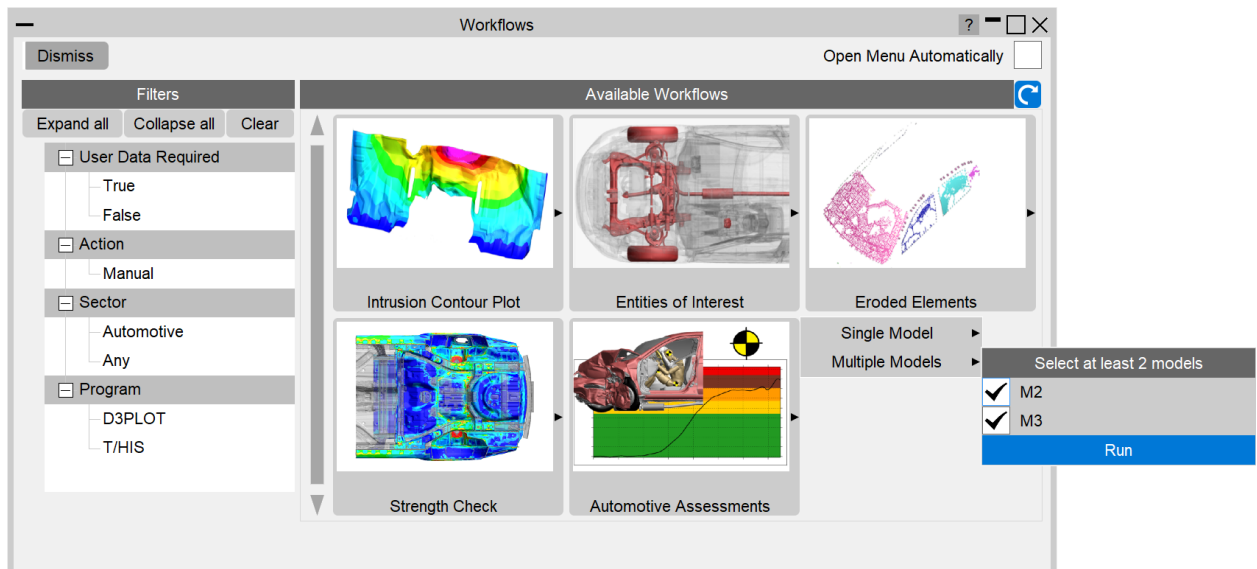 Workflows
?
Dismiss
Open Menu Automatically
Filters
Available Workflows
Expand all Collapse all Clear
User Data Required
True
False
Action
Manual
Sector
Automotive
Any
Program
D3PLOT
T/HIS
Intrusion Contour Plot
Entities of Interest
Eroded Elements
Strength Check
Automotive Assessments
Single Model
Multiple Models
Select at least 2 models
M2
M3
Run